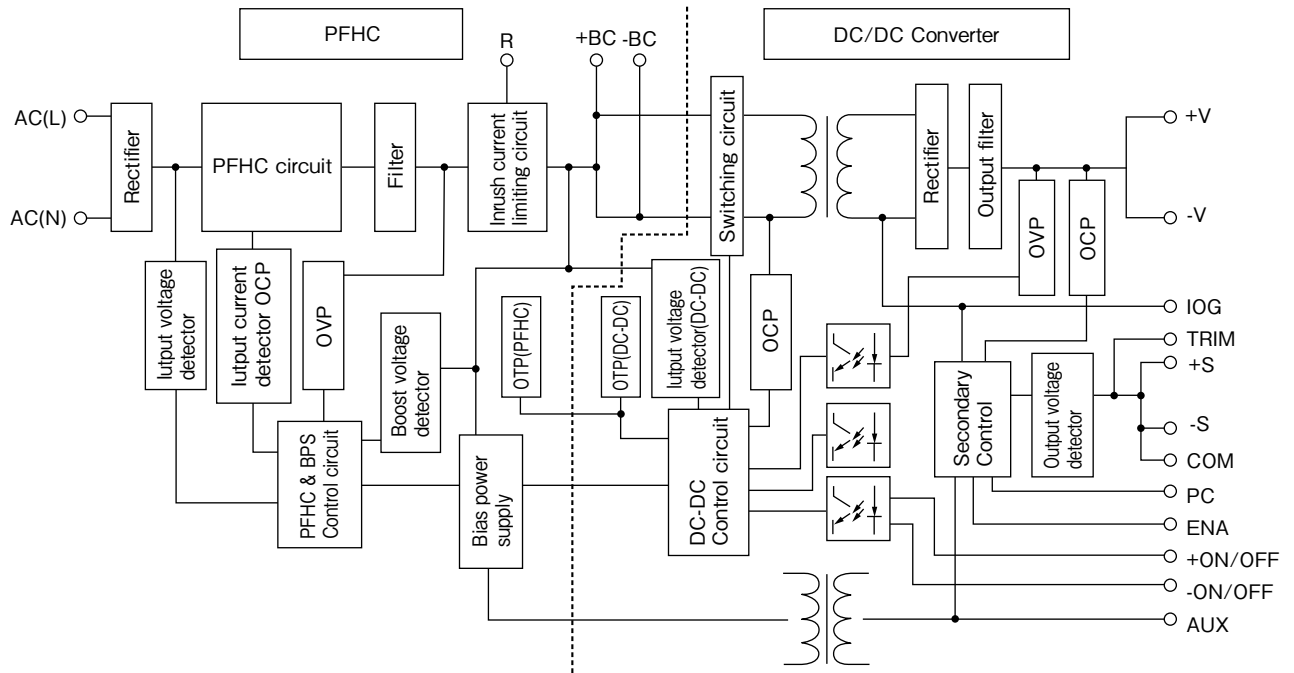 PFHC
DC/DC Converter
R
+BC
-BC
AC(L)
AC(N)
Rectifier
PFHC circuit
Filter
Inrush current
limiting circuit
Switching circuit
Rectifier
Output filter
+V
-V
OVP
OCP
Iutput voltage
detector
Iutput current
detector OCP
OVP
Boost voltage
detector
OTP(PFHC)
OTP(DC-DC)
Iutput voltage
detector(DC-DC)
OCP
IOG
TRIM
+S
-S
COM
PC
ENA
+ON/OFF
-ON/OFF
AUX
PFHC & BPS
Control circuit
Bias power
supply
DC-DC
Control circuit
Secondary
Control
Output voltage
detector